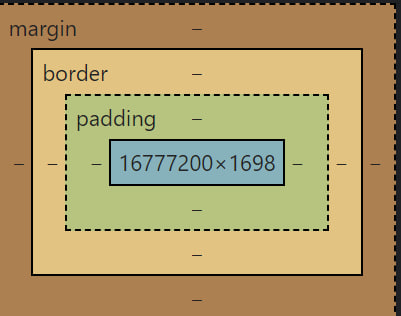 margin –
border –
padding –
– – – 16777200×1698 – – –
–
–
–